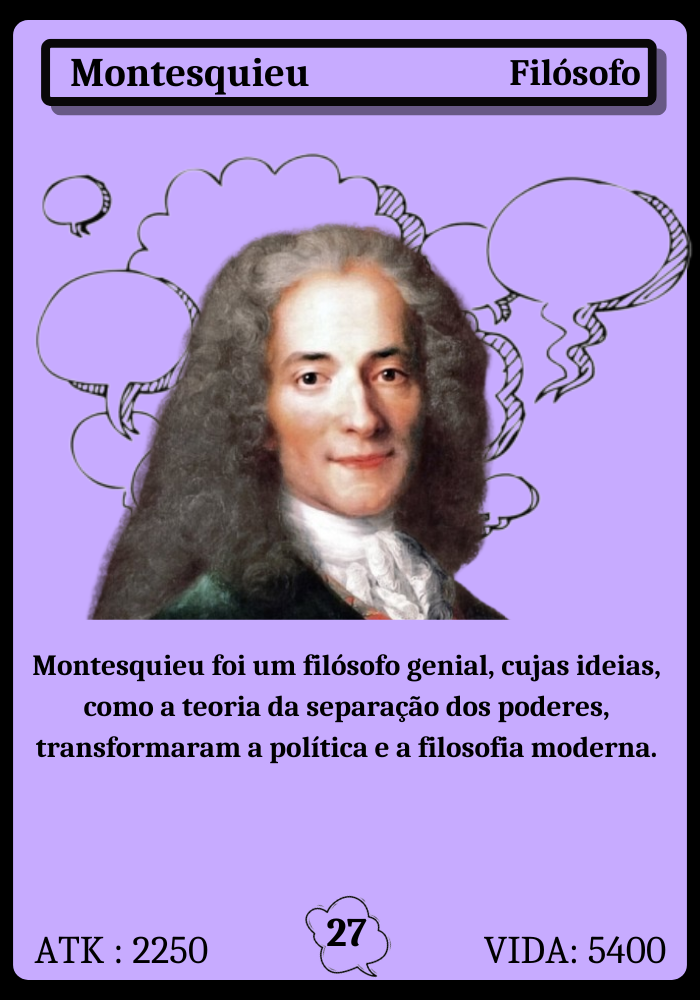 Montesquieu Filósofo
Montesquieu foi um filósofo genial, cujas ideias,
como a teoria da separação dos poderes,
transformaram a política e a filosofia moderna.
ATK : 2250 27 VIDA: 5400